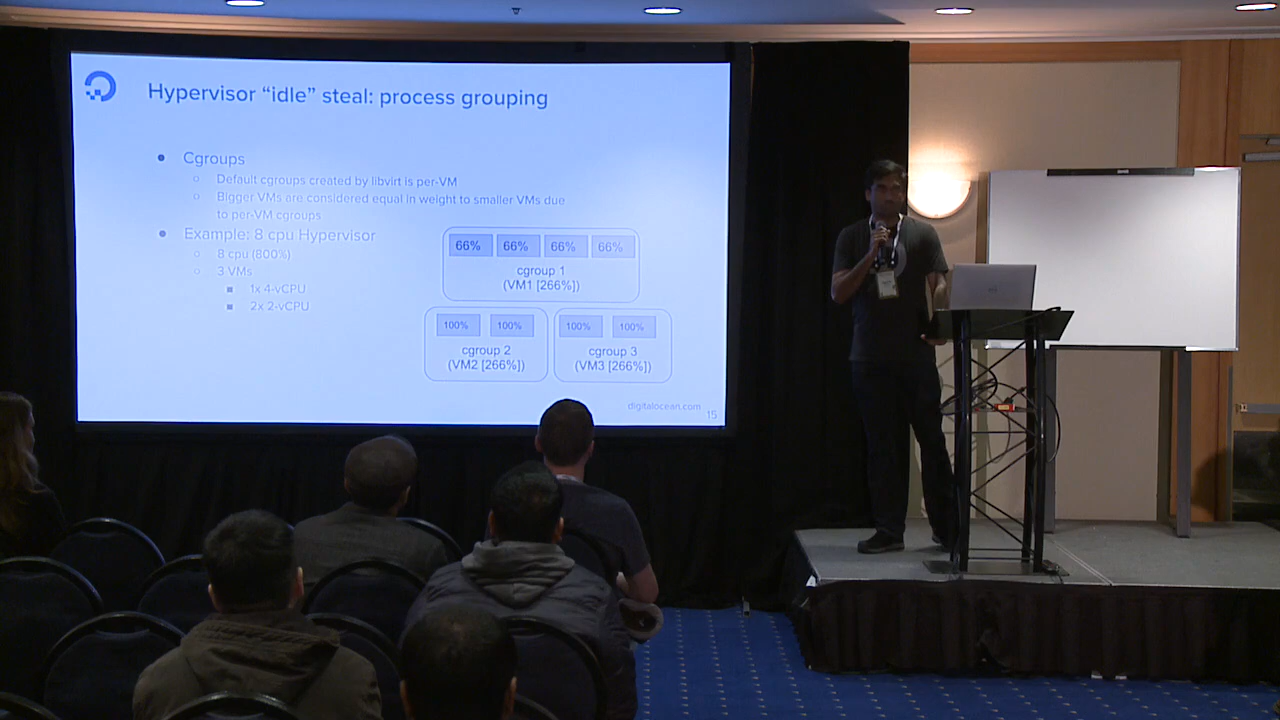 Hypervisor “idle” steal: process grouping
Cgroups
Default cgroups created by libvirt is per-VM
Bigger VMs are considered equal in weight to smaller VMs due
to per-VM cgroups
Example: 8 cpu Hypervisor
8 cpu (800%)
3 VMs
1x 4-vCPU
2x 2-vCPU
66% 66% 66% 66%
cgroup 1
(VM1 [266%])
100% 100%
cgroup 2
(VM2 [266%])
100% 100%
cgroup 3
(VM3 [266%])
digitalocean.com
15